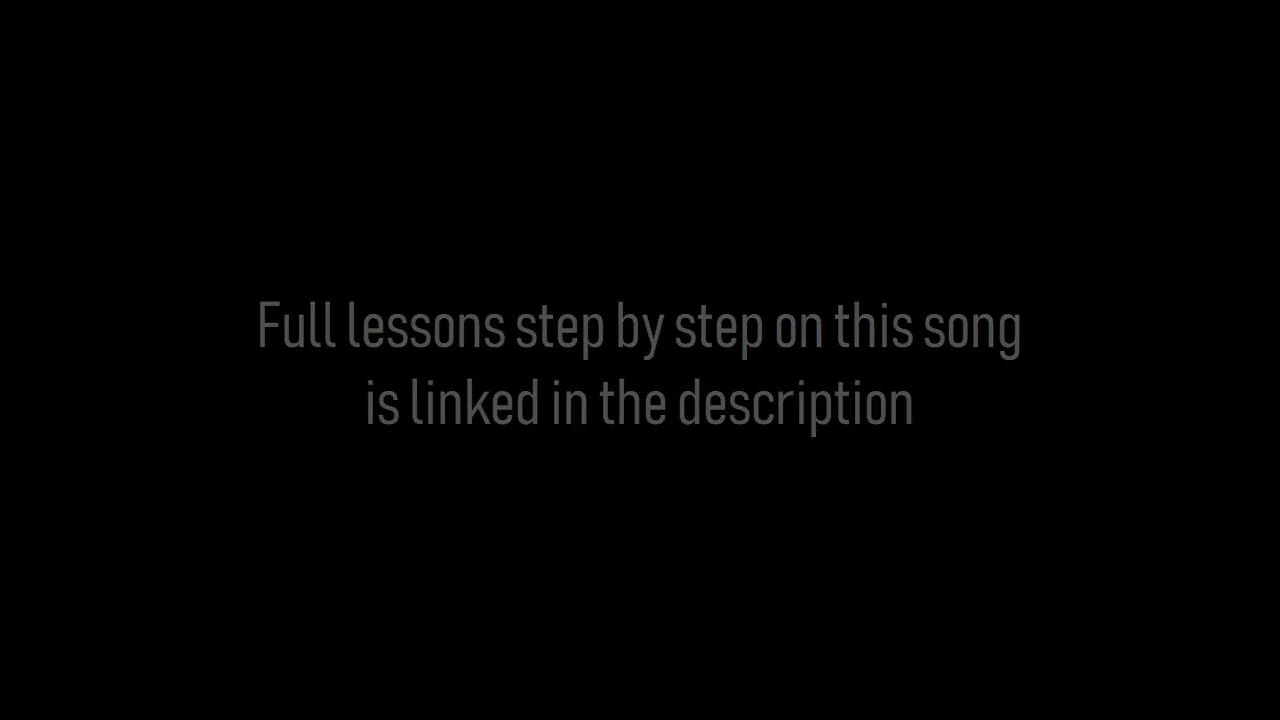 Full lessons step by step on this song
is linked in the description